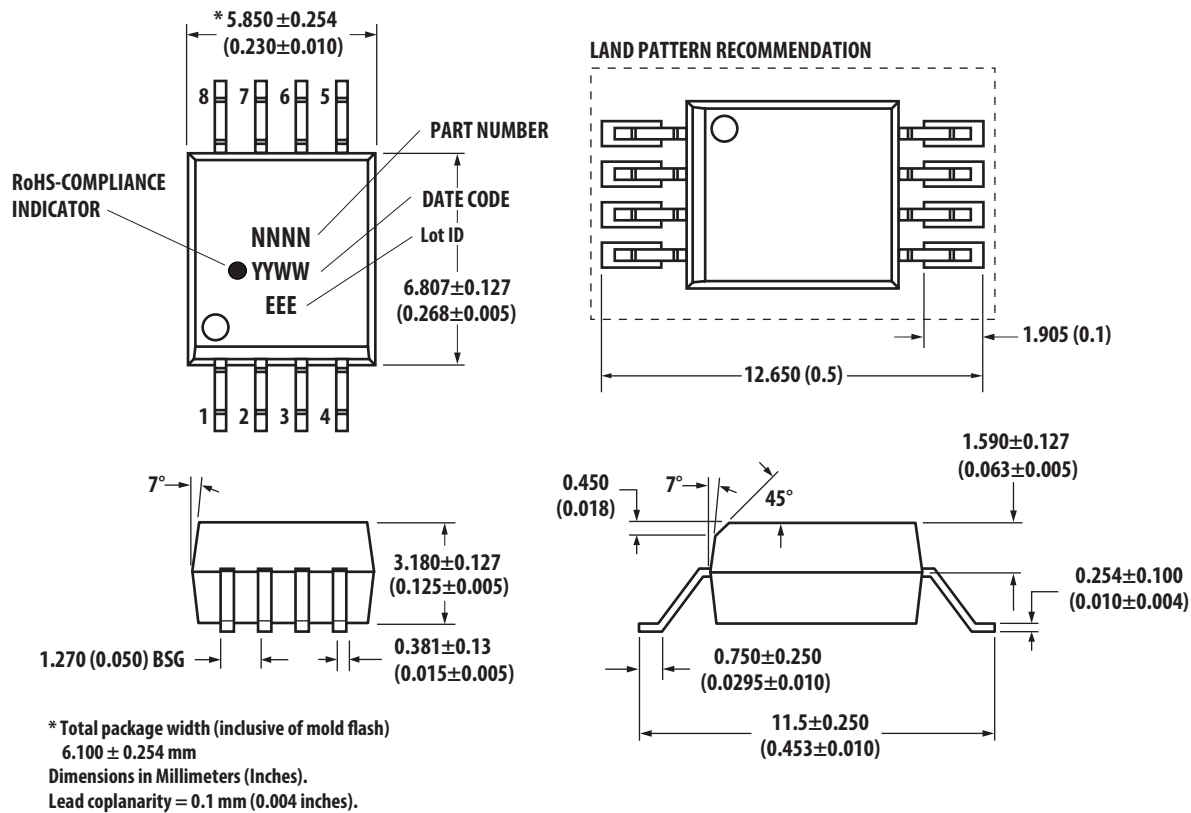 * 5.850 ±0.254
(0.230±0.010)
8 7 6 5
PART NUMBER
RoHS-COMPLIANCE
INDICATOR
DATE CODE
NNNN
Lot ID
YYWW
EEE
6.807±0.127
(0.268±0.005)
1 2 3 4
LAND PATTERN RECOMMENDATION
1.905 (0.1)
12.650 (0.5)
7°
3.180±0.127
(0.125±0.005)
1.270 (0.050) BSG
0.381±0.13
(0.015±0.005)
0.450
(0.018)
7°
45°
1.590±0.127
(0.063±0.005)
0.254±0.100
(0.010±0.004)
0.750±0.250
(0.0295±0.010)
11.5±0.250
(0.453±0.010)
* Total package width (inclusive of mold flash)
6.100 ± 0.254 mm
Dimensions in Millimeters (Inches).
Lead coplanarity = 0.1 mm (0.004 inches).